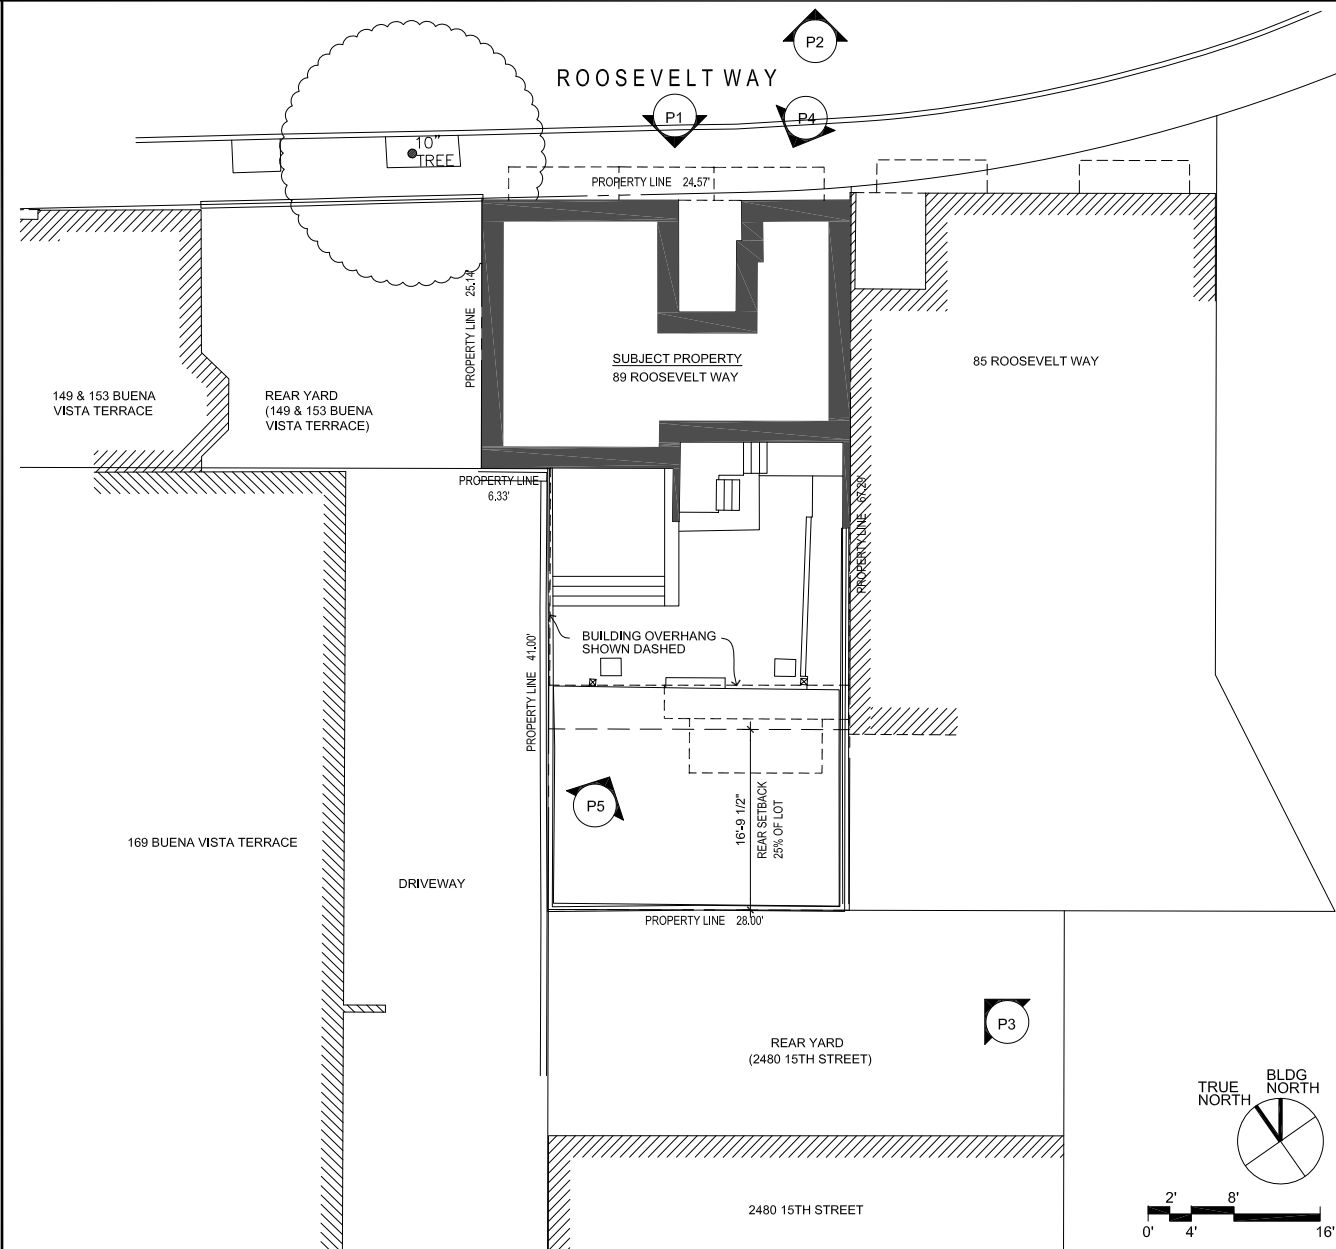 P2
ROOSEVELT WAY
P1
P4
10"
TREE
PROPERTY LINE 24.57'
PROPERTY LINE 25.14'
SUBJECT PROPERTY
89 ROOSEVELT WAY
85 ROOSEVELT WAY
149 & 153 BUENA
VISTA TERRACE
REAR YARD
(149 & 153 BUENA
VISTA TERRACE)
PROPERTY LINE
6.33'
PROPERTY LINE 67.29'
BUILDING OVERHANG
SHOWN DASHED
PROPERTY LINE 41.00'
P5
16'-9 1/2"
REAR SETBACK
25% OF LOT
169 BUENA VISTA TERRACE
DRIVEWAY
PROPERTY LINE 28.00'
P3
REAR YARD
(2480 15TH STREET)
TRUE
NORTH
BLDG
NORTH
2480 15TH STREET
2' 8'
0' 4' 16'